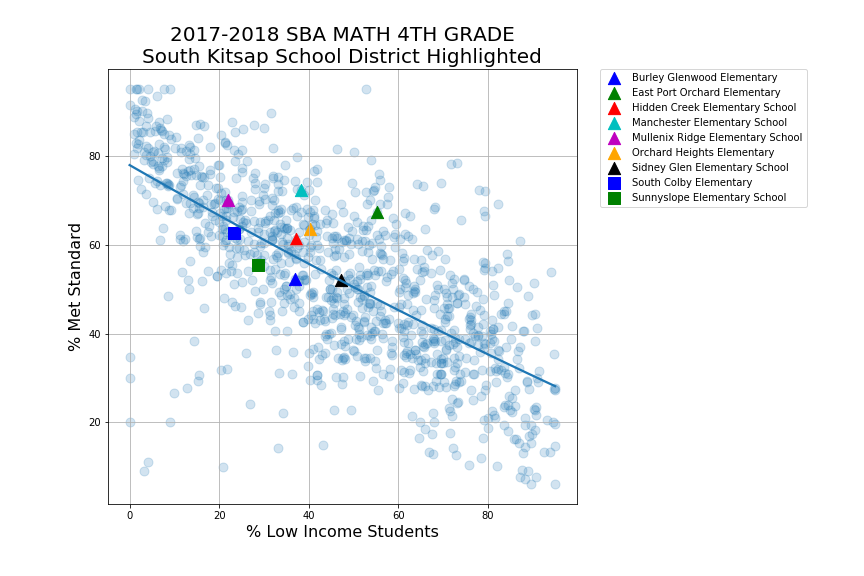 2017-2018 SBA MATH 4TH GRADE
South Kitsap School District Highlighted
Burley Glenwood Elementary
East Port Orchard Elementary
Hidden Creek Elementary School
Manchester Elementary School
Mullenix Ridge Elementary School
Orchard Heights Elementary
Sidney Glen Elementary School
South Colby Elementary
Sunnyslope Elementary School
% Met Standard
80
60
40
20
0 20 40 60 80
% Low Income Students